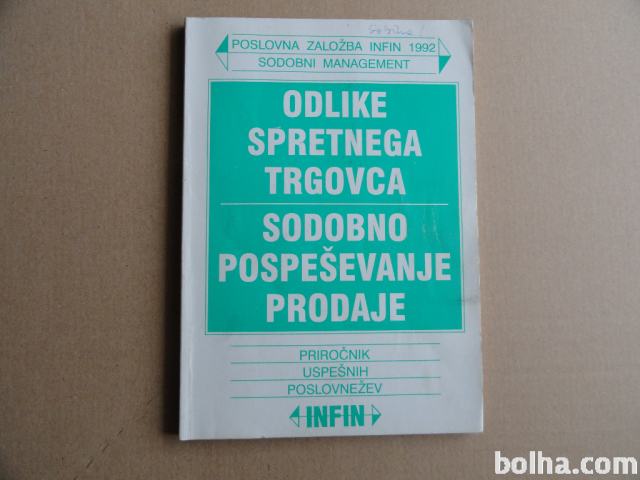 POSLOVNA ZALOŽBA INFIN 1992
SODOBNI MANAGEMENT
ODLIKE
SPRETNEGA
TRGOVCA
SODOBNO
POSPEŠEVANJE
PRODAJE
PRIROČNIK
USPEŠNIH
POSLOVNEŽEV
INFIN
bolha.com